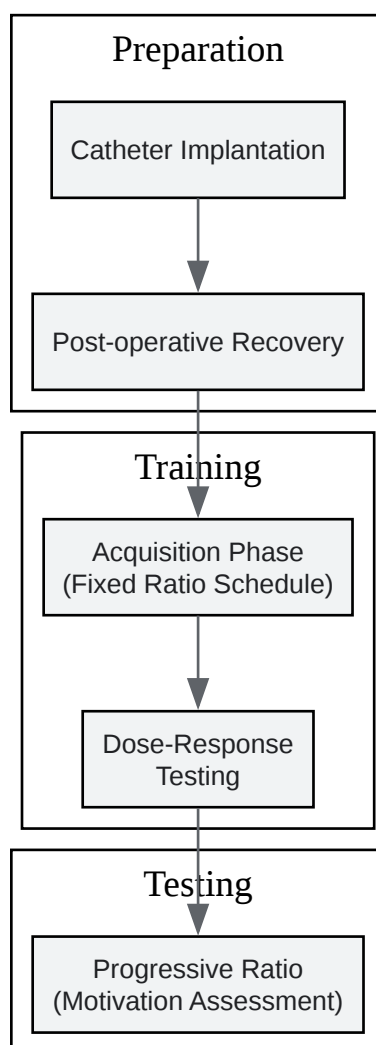 Preparation
Catheter Implantation
Post-operative Recovery
Training
Acquisition Phase
(Fixed Ratio Schedule)
Dose-Response
Testing
Testing
Progressive Ratio
(Motivation Assessment)